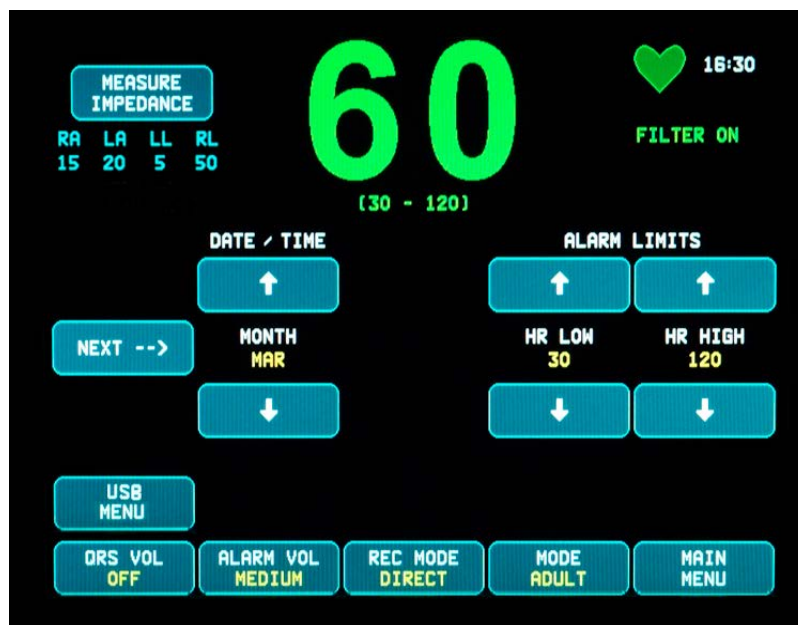 MEASURE
IMPEDANCE
RA LA LL RL
15 20 5 50
60
(30 - 120)
16:30
FILTER ON
DATE / TIME
MONTH
MAR
NEXT -->
ALARM LIMITS
HR LOW
30
HR HIGH
120
USB
MENU
QRS VOL
OFF
ALARM VOL
MEDIUM
REC MODE
DIRECT
MODE
ADULT
MAIN
MENU